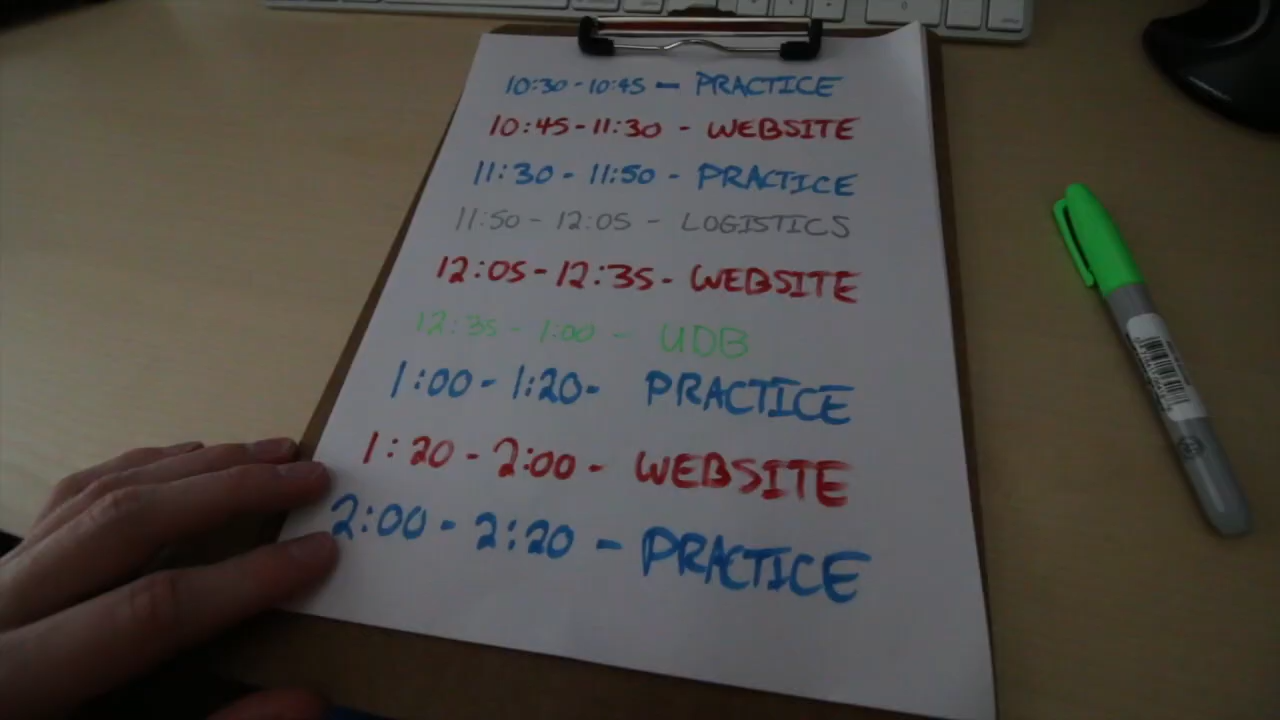 10:30-10:45 - PRACTICE
10:45-11:30 - WEBSITE
11:30 - 11:50 - PRACTICE
11:50 - 12:05 - LOGISTICS
12:05-12:35- WEBSITE
12:35 - 1:00 - UDB
1:00 - 1:20- PRACTICE
1:20 - 2:00 - WEBSITE
2:00 - 2:20 - PRACTICE